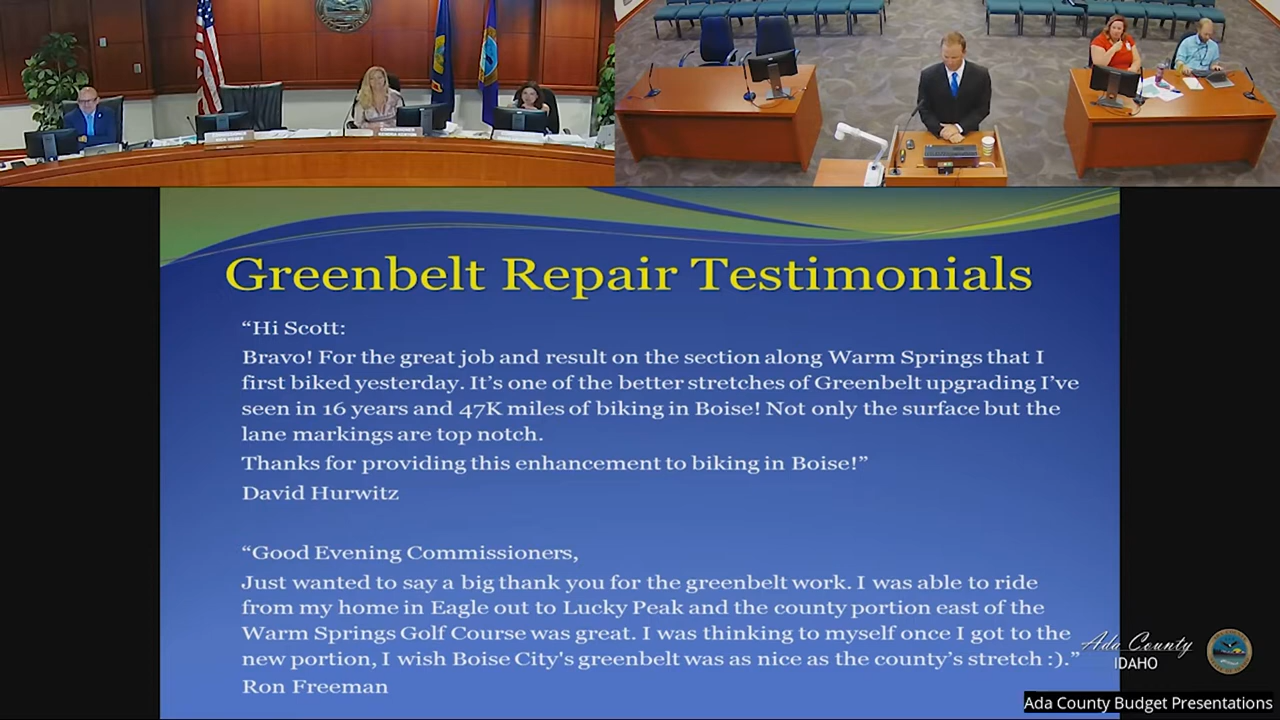 Greenbelt Repair Testimonials
“Hi Scott:
Bravo! For the great job and result on the section along Warm Springs that I
first biked yesterday. It’s one of the better stretches of Greenbelt upgrading I’ve
seen in 16 years and 47K miles of biking in Boise! Not only the surface but the
lane markings are top notch.
Thanks for providing this enhancement to biking in Boise!”
David Hurwitz
“Good Evening Commissioners,
Just wanted to say a big thank you for the greenbelt work. I was able to ride
from my home in Eagle out to Lucky Peak and the county portion east of the
Warm Springs Golf Course was great. I was thinking to myself once I got to the
new portion, I wish Boise City's greenbelt was as nice as the county’s stretch :).”
Ron Freeman
Ada County
IDAHO
Ada County Budget Presentations